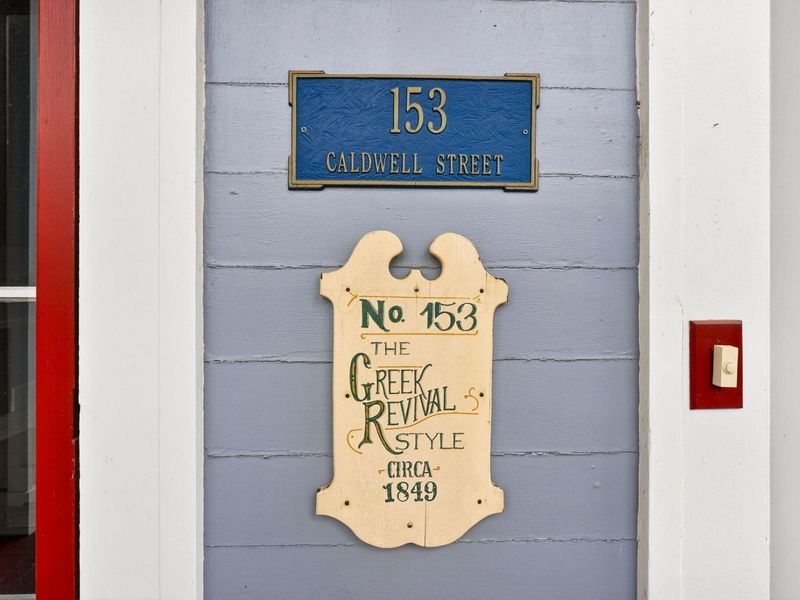 153
CALDWELL STREET
No. 153
THE
GREEK
REVIVAL
STYLE
CIRCA
1849